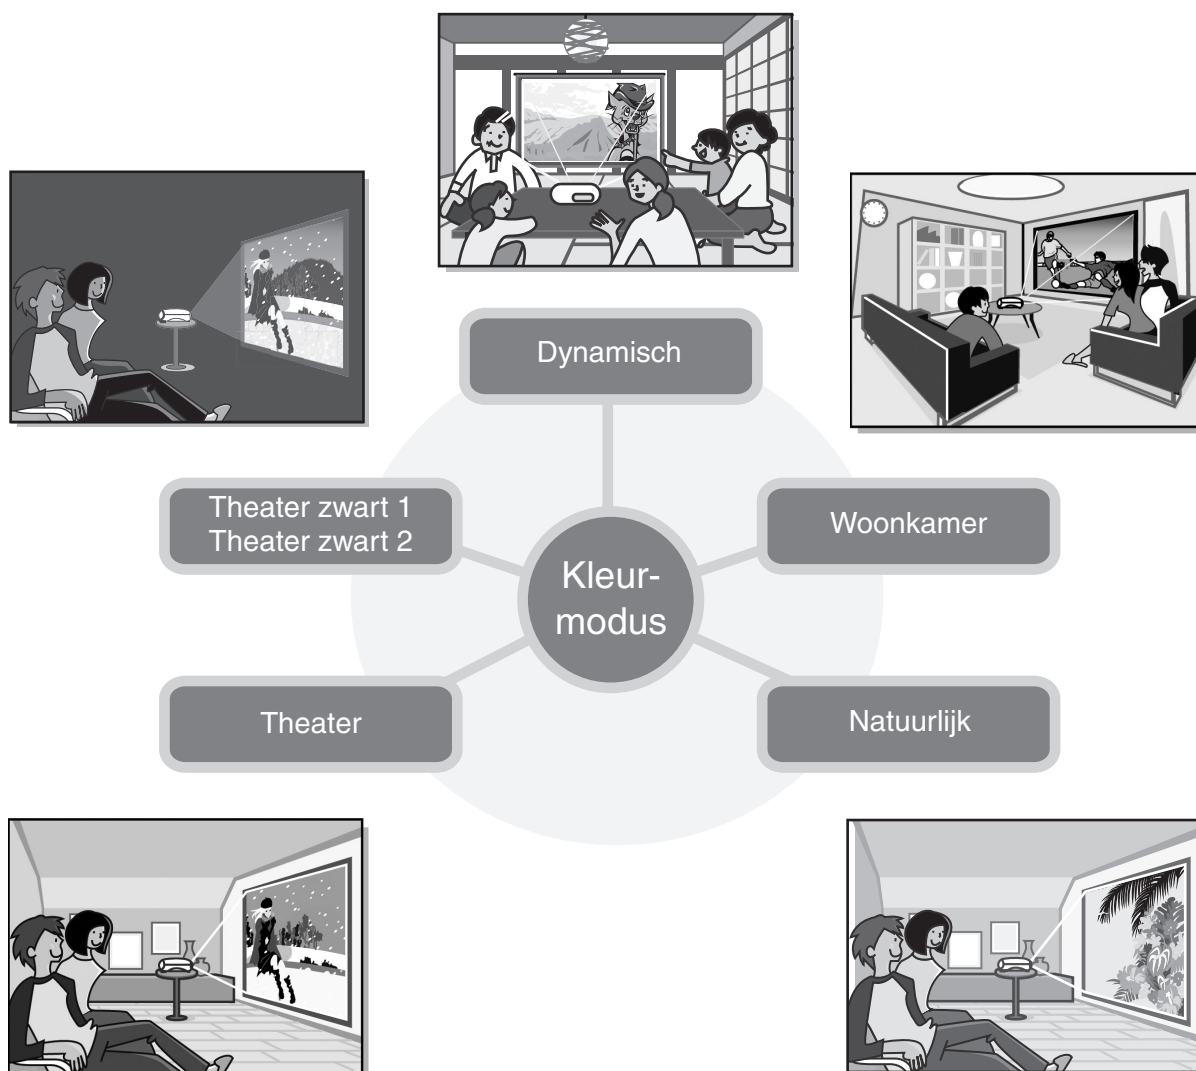 Dynamisch
Theater zwart 1
Theater zwart 2
Woonkamer
Kleur-
modus
Theater
Natuurlijk